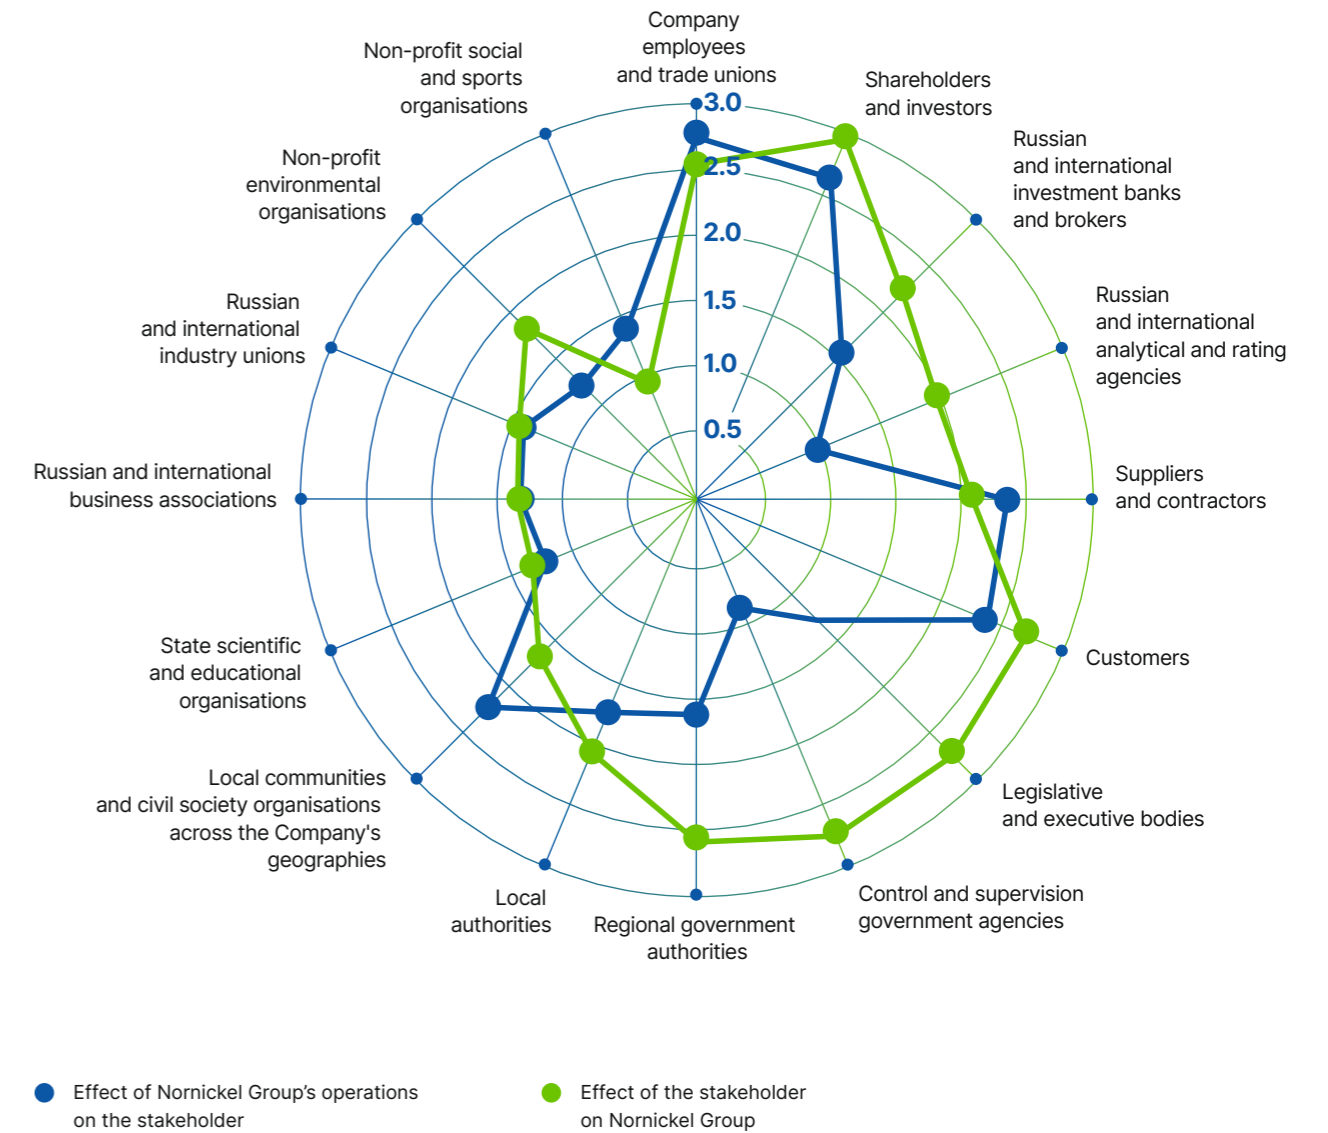 Company
employees
and trade unions
Shareholders
and investors
Russian
and international
investment banks
and brokers
Russian
and international
analytical and rating
agencies
Suppliers
and contractors
Customers
Legislative
and executive bodies
Control and supervision
government agencies
Regional government
authorities
Local
authorities
Local communities
and civil society organisations
across the Company's
geographies
State scientific
and educational
organisations
Russian and international
business associations
Russian
and international
industry unions
Non-profit
environmental
organisations
Non-profit social
and sports
organisations
3.0
2.5
2.0
1.5
1.0
0.5
Effect of Nornickel Group’s operations
on the stakeholder
Effect of the stakeholder
on Nornickel Group